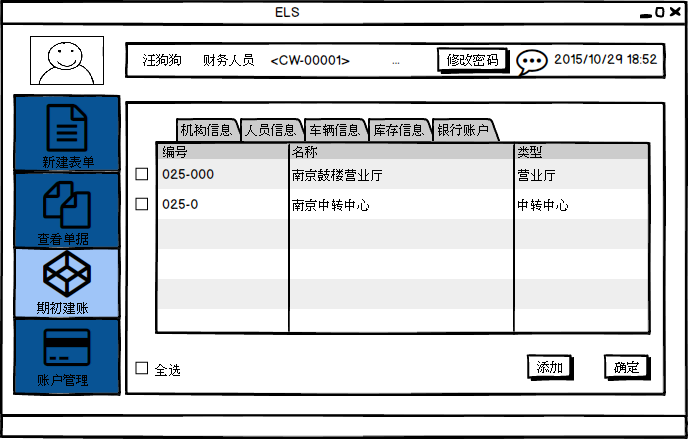 ELS
汪狗狗 财务人员 <CW-00001> ... 修改密码 2015/10/29 18:52
新建表单
查看单据
期初建账
账户管理
机构信息 人员信息 车辆信息 库存信息 银行账户
编号 名称 类型
025-000 南京鼓楼营业厅 营业厅
025-0 南京中转中心 中转中心
全选 添加 确定